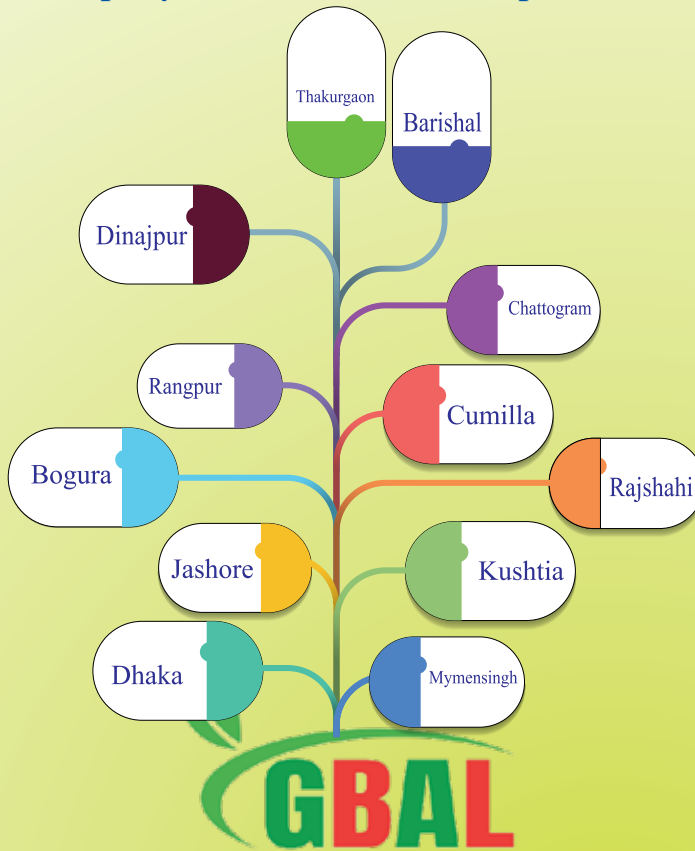 Thakurgaon
Barishal
Dinajpur
Chattogram
Rangpur
Cumilla
Bogura
Rajshahi
Jashore
Kushtia
Dhaka
Mymensingh
GBAL